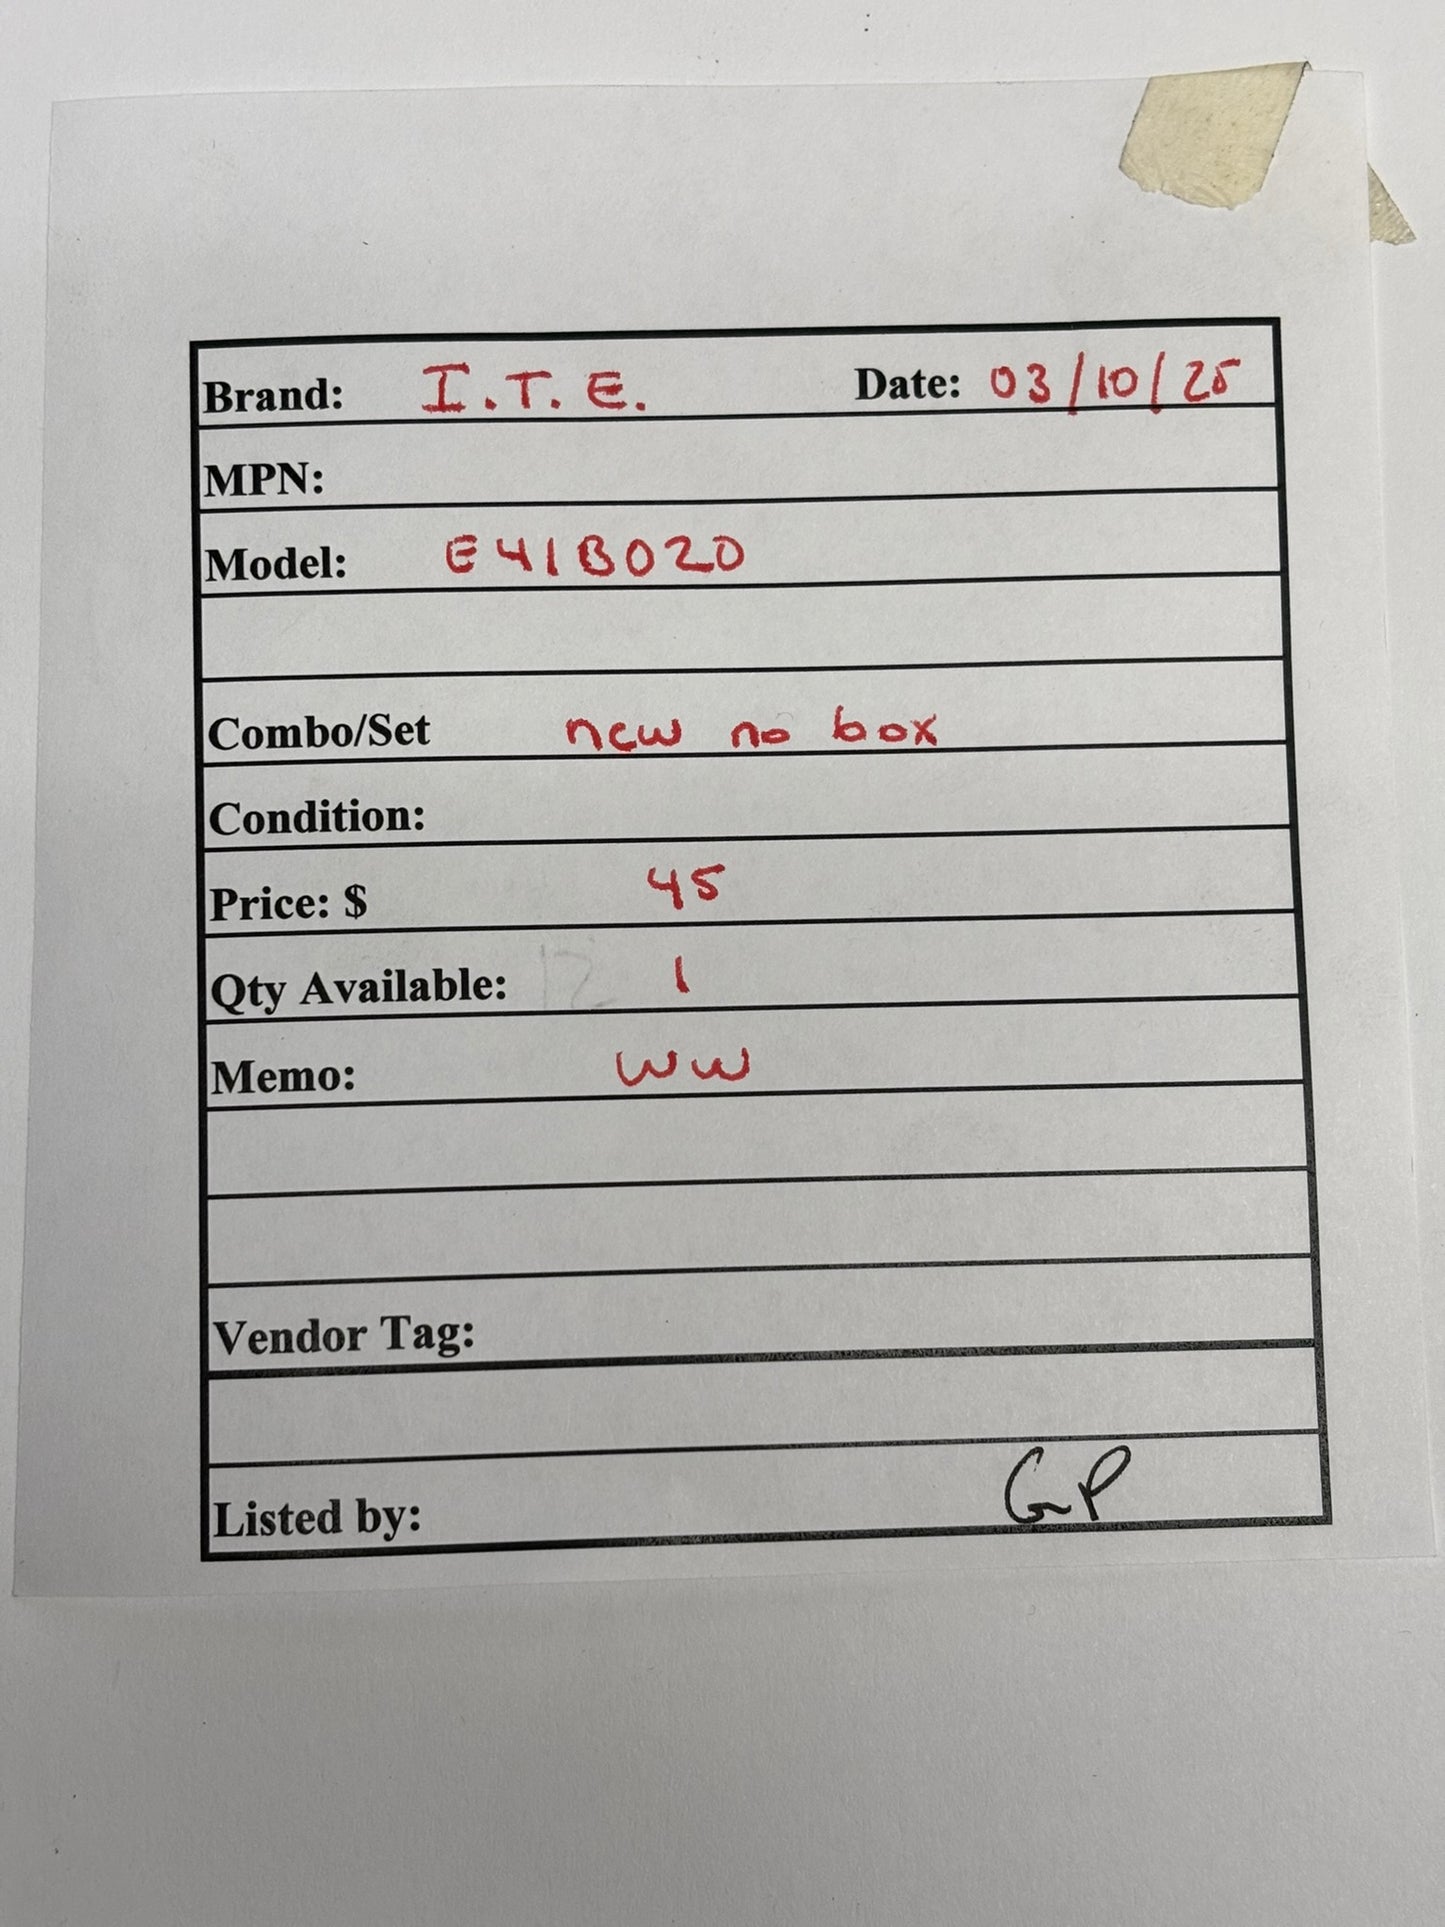 Brand: I.T.E. Date: 03/10/25
MPN:
Model: E41B020
Combo/Set new no box
Condition:
Price: $ 45
Qty Available: 1
Memo: WW
Vendor Tag:
Listed by: GP